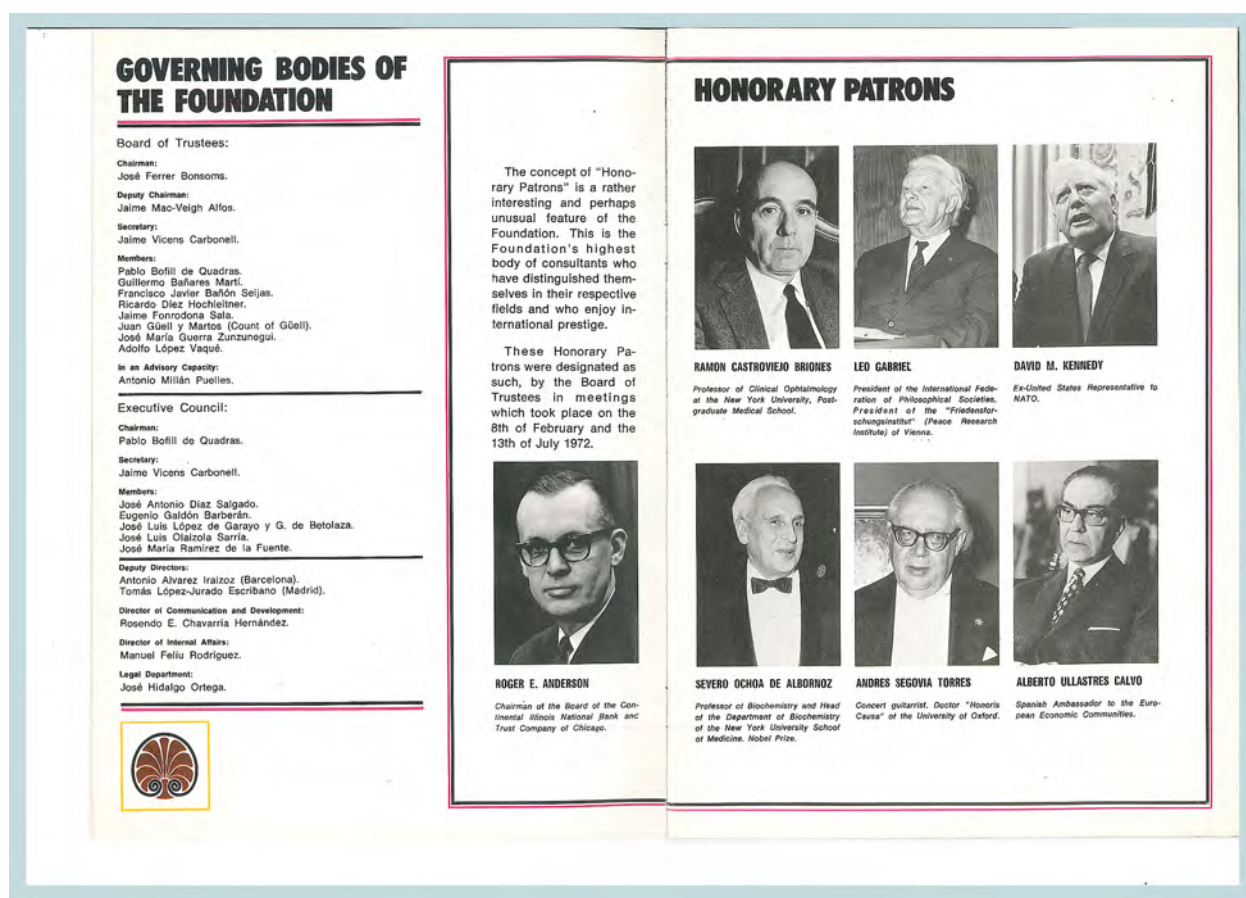 GOVERNING BODIES OF
THE FOUNDATION
Board of Trustees:
Chairman:
José Ferrer Bonsoms.
Deputy Chairman:
Jaime Mac-Veigh Alfos.
Secretary:
Jaime Vicens Carbonell.
Members:
Pablo Bofill de Quadras.
Guillermo Bañares Martí.
Francisco Javier Bañón Seijas.
Ricardo Díez Hochleitner.
Jaime Fonrodona Sala.
Juan Güell y Martos (Count of Güell).
José María Guerra Zunzunegui.
Adolfo López Vaqué.
In an Advisory Capacity:
Antonio Millán Puelles.
Executive Council:
Chairman:
Pablo Bofill de Quadras.
Secretary:
Jaime Vicens Carbonell.
Members:
José Antonio Díaz Salgado.
Eugenio Galdón Barberán.
José Luis López de Garayo y G. de Betolaza.
José Luis Olaizola Sarría.
José María Ramírez de la Fuente.
Deputy Directors:
Antonio Alvarez Iraizoz (Barcelona).
Tomás López-Jurado Escribano (Madrid).
Director of Communication and Development:
Rosendo E. Chavarría Hernández.
Director of Internal Affairs:
Manuel Feliu Rodríguez.
Legal Department:
José Hidalgo Ortega.
The concept of "Hono-
rary Patrons" is a rather
interesting and perhaps
unusual feature of the
Foundation. This is the
Foundation's highest
body of consultants who
have distinguished them-
selves in their respective
fields and who enjoy in-
ternational prestige.
These Honorary Pa-
trons were designated as
such, by the Board of
Trustees in meetings
which took place on the
8th of February and the
13th of July 1972.
ROGER E. ANDERSON
Chairman of the Board of the Con-
tinental Illinois National Bank and
Trust Company of Chicago.
HONORARY PATRONS
RAMON CASTROVIEJO BRIONES
Professor of Clinical Ophtalmology
at the New York University, Post-
graduate Medical School.
LEO GABRIEL
President of the International Fede-
ration of Philosophical Societies.
President of the "Friedensfor-
schungsinstitut" (Peace Research
Institute) of Vienna.
DAVID M. KENNEDY
Ex-United States Representative to
NATO.
SEVERO OCHOA DE ALBORNOZ
Professor of Biochemistry and Head
of the Department of Biochemistry
of the New York University School
of Medicine. Nobel Prize.
ANDRES SEGOVIA TORRES
Concert guitarrist. Doctor "Honoris
Causa" of the University of Oxford.
ALBERTO ULLASTRES CALVO
Spanish Ambassador to the Euro-
pean Economic Communities.